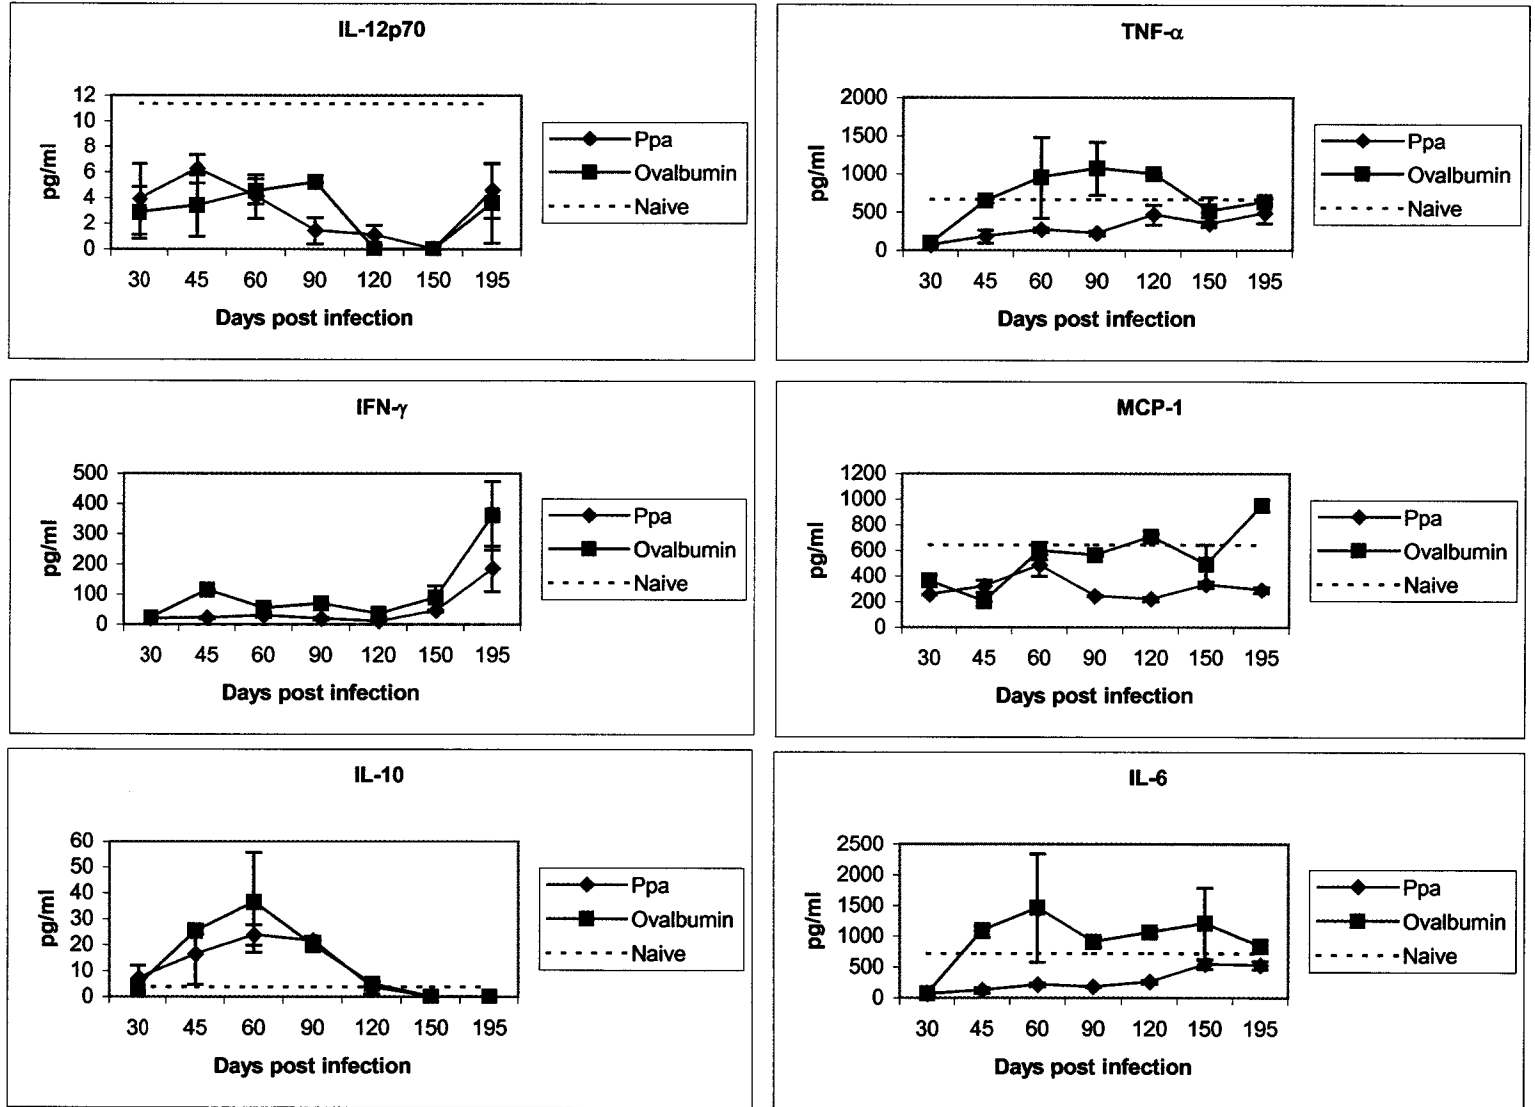 IL-12p70
12
10
8
6
4
2
0
pg/ml
30 45 60 90 120 150 195
Days post infection
Ppa
Ovalbumin
Naive
TNF-α
2000
1500
1000
500
0
pg/ml
30 45 60 90 120 150 195
Days post infection
Ppa
Ovalbumin
Naive
IFN-γ
500
400
300
200
100
0
pg/ml
30 45 60 90 120 150 195
Days post infection
Ppa
Ovalbumin
Naive
MCP-1
1200
1000
800
600
400
200
0
pg/ml
30 45 60 90 120 150 195
Days post infection
Ppa
Ovalbumin
Naive
IL-10
60
50
40
30
20
10
0
pg/ml
30 45 60 90 120 150 195
Days post infection
Ppa
Ovalbumin
Naive
IL-6
2500
2000
1500
1000
500
0
pg/ml
30 45 60 90 120 150 195
Days post infection
Ppa
Ovalbumin
Naive